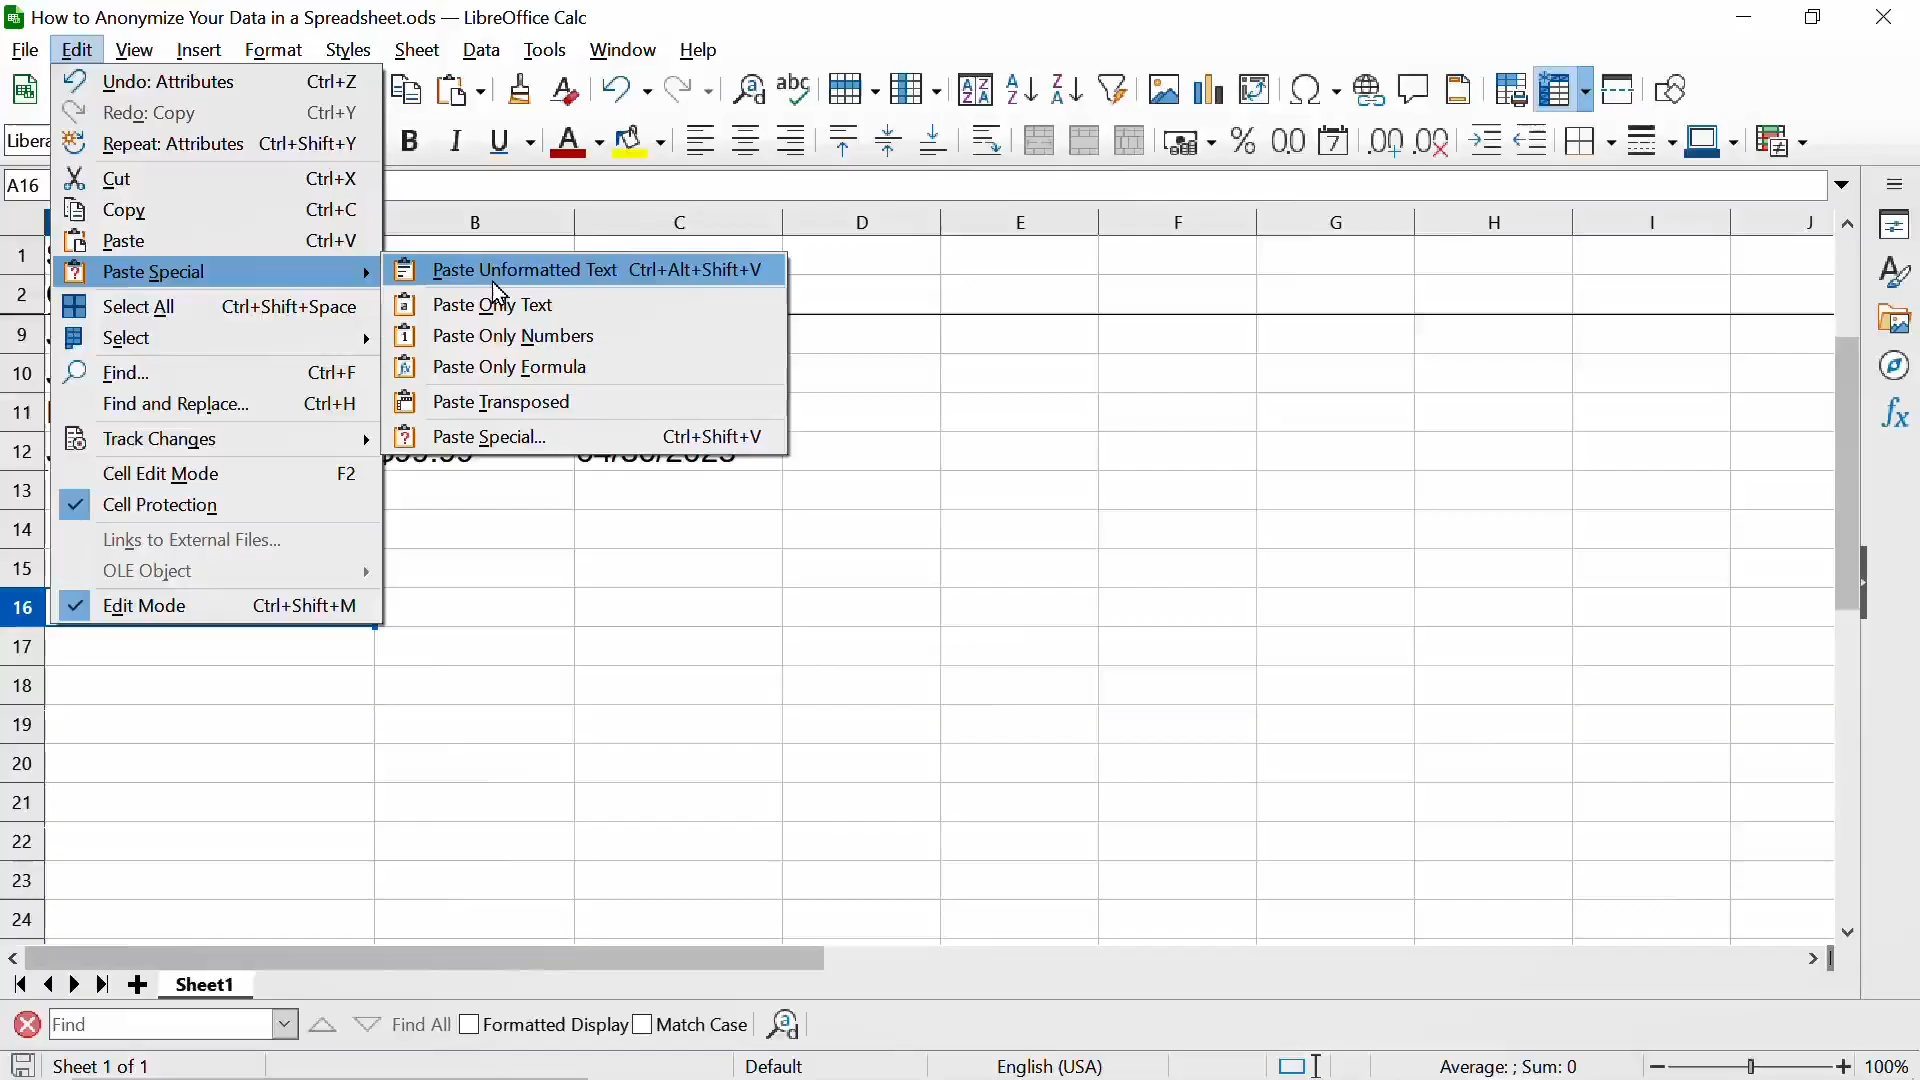 How to Anonymize Your Data in a Spreadsheet.ods — LibreOffice Calc
File Edit View Insert Format Styles Sheet Data Tools Window Help
Undo: Attributes Ctrl+Z
Redo: Copy Ctrl+Y
Repeat: Attributes Ctrl+Shift+Y
Cut Ctrl+X
Copy Ctrl+C
Paste Ctrl+V
Paste Special
Select All Ctrl+Shift+Space
Select
Find... Ctrl+F
Find and Replace... Ctrl+H
Track Changes
Cell Edit Mode F2
Cell Protection
Links to External Files...
OLE Object
Edit Mode Ctrl+Shift+M
Paste Unformatted Text Ctrl+Alt+Shift+V
Paste Only Text
Paste Only Numbers
Paste Only Formula
Paste Transposed
Paste Special... Ctrl+Shift+V
A16
B C D E F G H I J
1
2
9
10
11
12
13
14
15
16
17
18
19
20
21
22
23
24
Sheet1
Find Find All Formatted Display Match Case
Sheet 1 of 1 Default English (USA) Average: ; Sum: 0 100%